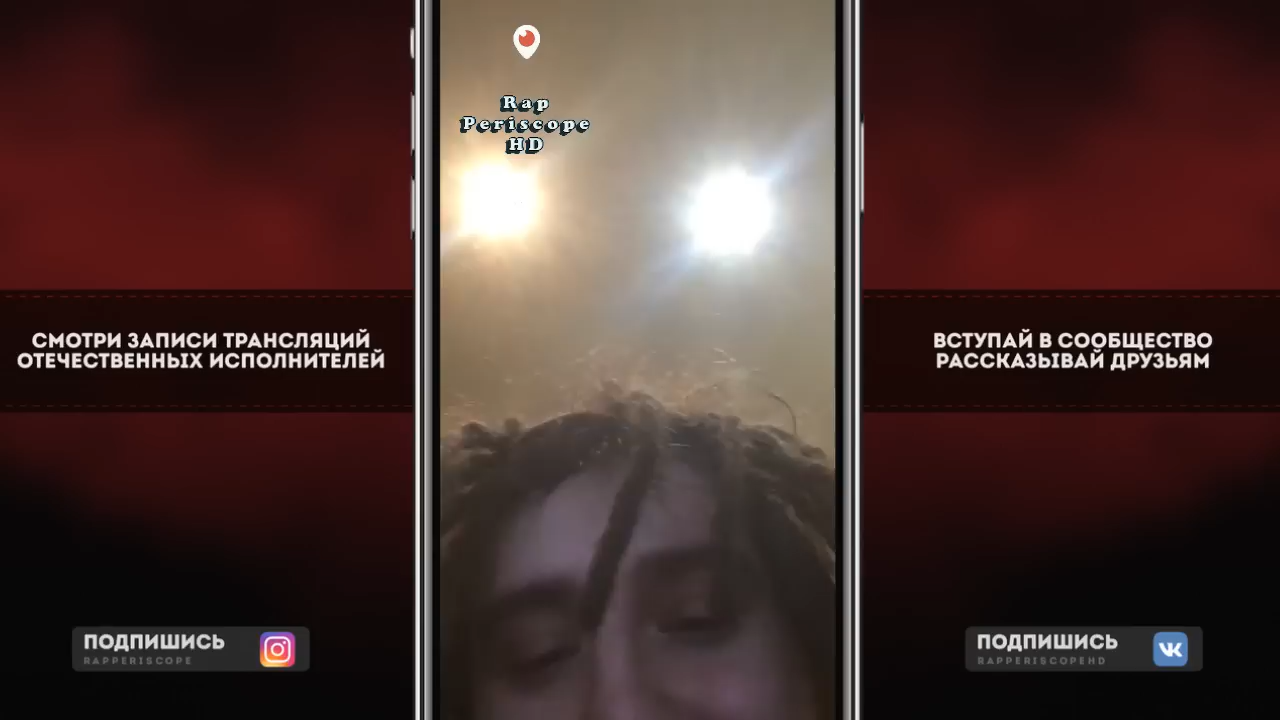 Rap
Periscope
HD
СМОТРИ ЗАПИСИ ТРАНСЛЯЦИЙ
ОТЕЧЕСТВЕННЫХ ИСПОЛНИТЕЛЕЙ
ВСТУПАЙ В СООБЩЕСТВО
РАССКАЗЫВАЙ ДРУЗЬЯМ
ПОДПИШИСЬ
RAPPERISCOPE
ПОДПИШИСЬ
RAPPERISCOPEHD